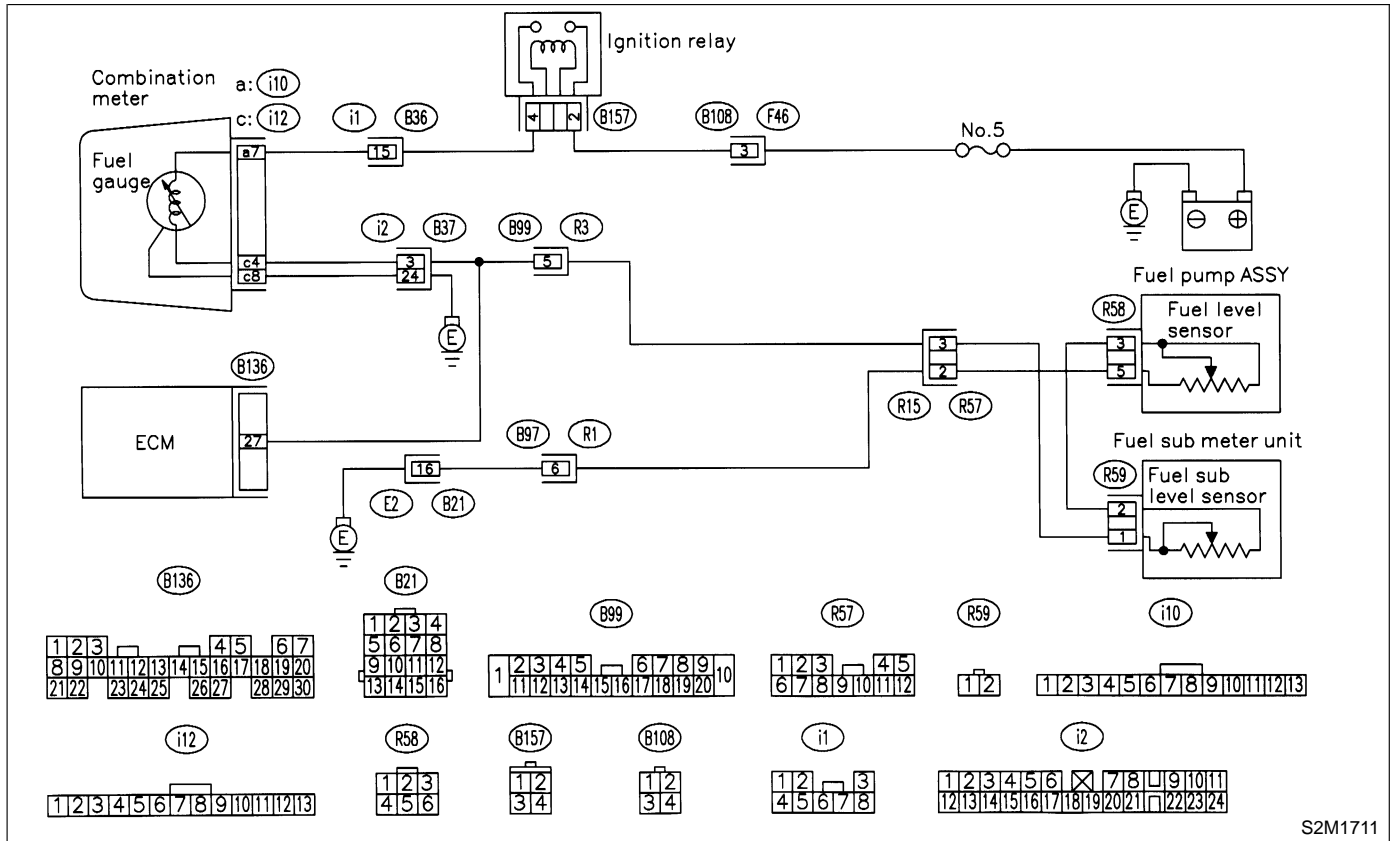 Ignition relay
Combination meter
a: i10
c: i12
i1
B36
4
2
B157
B108
F46
No.5
Fuel gauge
a7
15
3
E
⊖ ⊕
i2
B37
B99
R3
c4
c8
3
24
5
E
Fuel pump ASSY
R58
Fuel level sensor
3
5
B136
3
2
R15
R57
ECM
27
B97
R1
Fuel sub meter unit
R59
Fuel sub level sensor
16
6
2
1
E2
B21
E
B136
1 2 3 4 5 6 7
8 9 10 11 12 13 14 15 16 17 18 19 20
21 22 23 24 25 26 27 28 29 30
B21
1 2 3 4
5 6 7 8
9 10 11 12
13 14 15 16
B99
1 2 3 4 5 6 7 8 9 10
11 12 13 14 15 16 17 18 19 20
R57
1 2 3 4 5
6 7 8 9 10 11 12
R59
1 2
i10
1 2 3 4 5 6 7 8 9 10 11 12 13
i12
1 2 3 4 5 6 7 8 9 10 11 12 13
R58
1 2 3
4 5 6
B157
1 2
3 4
B108
1 2
3 4
i1
1 2 3
4 5 6 7 8
i2
1 2 3 4 5 6 7 8 9 10 11
12 13 14 15 16 17 18 19 20 21 22 23 24
S2M1711